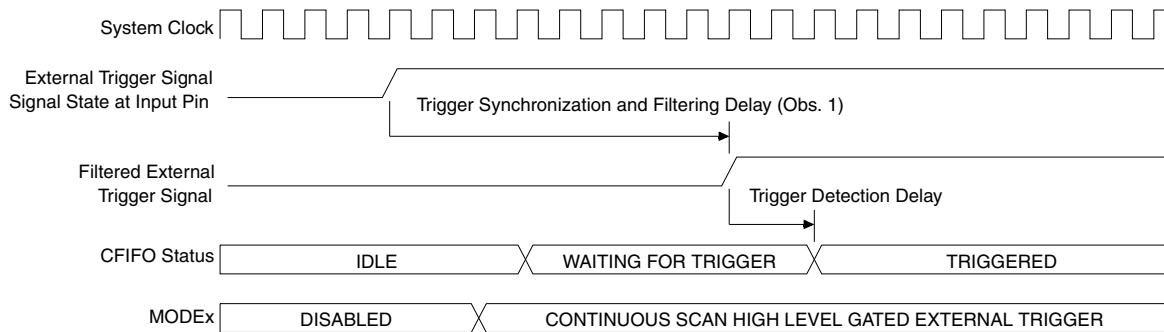 System Clock
External Trigger Signal
Signal State at Input Pin
Trigger Synchronization and Filtering Delay (Obs. 1)
Filtered External
Trigger Signal
Trigger Detection Delay
CFIFO Status
IDLE
WAITING FOR TRIGGER
TRIGGERED
MODEx
DISABLED
CONTINUOUS SCAN HIGH LEVEL GATED EXTERNAL TRIGGER